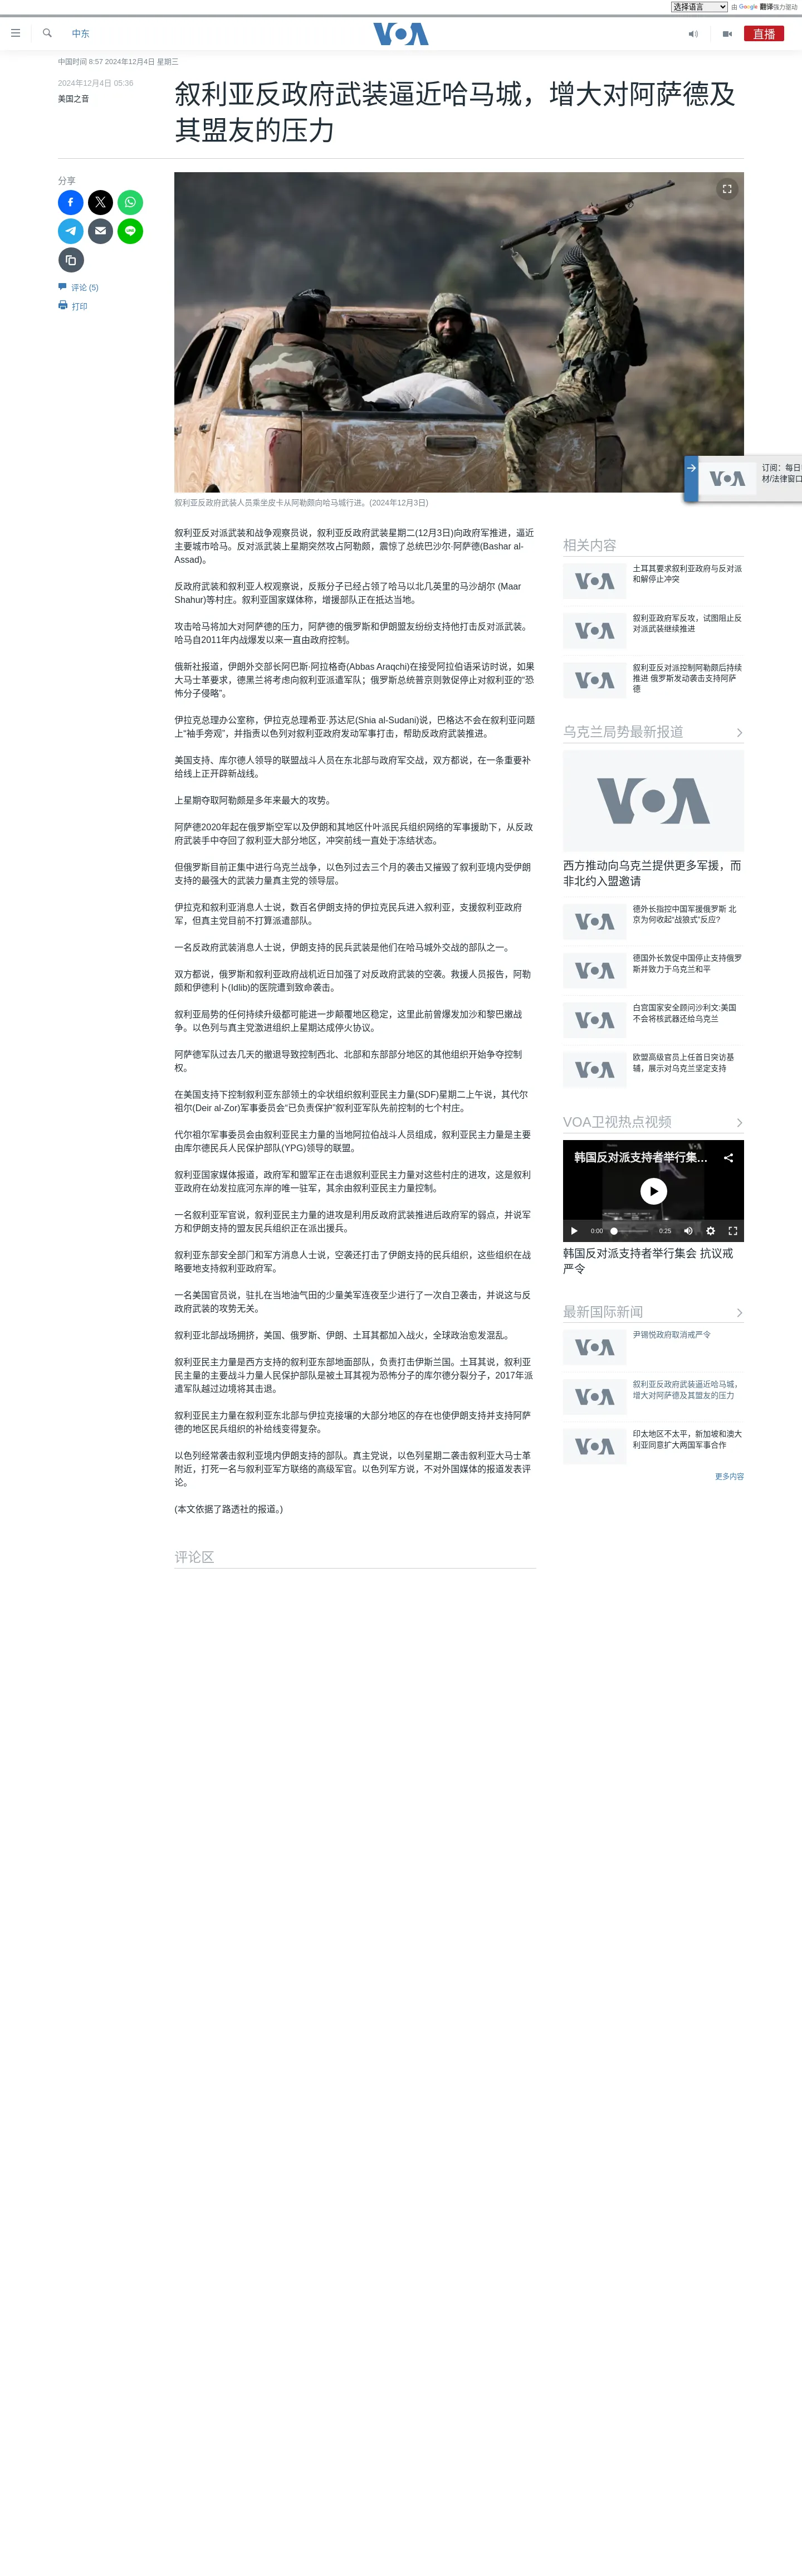 选择语言
由 Google 翻译强力驱动
中东
VOA
直播
中国时间 8:57 2024年12月4日 星期三
2024年12月4日 05:36
美国之音
叙利亚反政府武装逼近哈马城，增大对阿萨德及
其盟友的压力
分享
评论 (5)
打印
叙利亚反政府武装人员乘坐皮卡从阿勒颇向哈马城行进。(2024年12月3日)
订阅：每日
材/法律窗口
叙利亚反对派武装和战争观察员说，叙利亚反政府武装星期二(12月3日)向政府军推进，逼近
主要城市哈马。反对派武装上星期突然攻占阿勒颇，震惊了总统巴沙尔·阿萨德(Bashar al-
Assad)。
反政府武装和叙利亚人权观察说，反叛分子已经占领了哈马以北几英里的马沙胡尔 (Maar
Shahur)等村庄。叙利亚国家媒体称，增援部队正在抵达当地。
攻击哈马将加大对阿萨德的压力，阿萨德的俄罗斯和伊朗盟友纷纷支持他打击反对派武装。
哈马自2011年内战爆发以来一直由政府控制。
俄新社报道，伊朗外交部长阿巴斯·阿拉格奇(Abbas Araqchi)在接受阿拉伯语采访时说，如果
大马士革要求，德黑兰将考虑向叙利亚派遣军队；俄罗斯总统普京则敦促停止对叙利亚的“恐
怖分子侵略”。
伊拉克总理办公室称，伊拉克总理希亚·苏达尼(Shia al-Sudani)说，巴格达不会在叙利亚问题
上“袖手旁观”，并指责以色列对叙利亚政府发动军事打击，帮助反政府武装推进。
美国支持、库尔德人领导的联盟战斗人员在东北部与政府军交战，双方都说，在一条重要补
给线上正开辟新战线。
上星期夺取阿勒颇是多年来最大的攻势。
阿萨德2020年起在俄罗斯空军以及伊朗和其地区什叶派民兵组织网络的军事援助下，从反政
府武装手中夺回了叙利亚大部分地区，冲突前线一直处于冻结状态。
但俄罗斯目前正集中进行乌克兰战争，以色列过去三个月的袭击又摧毁了叙利亚境内受伊朗
支持的最强大的武装力量真主党的领导层。
伊拉克和叙利亚消息人士说，数百名伊朗支持的伊拉克民兵进入叙利亚，支援叙利亚政府
军，但真主党目前不打算派遣部队。
一名反政府武装消息人士说，伊朗支持的民兵武装是他们在哈马城外交战的部队之一。
双方都说，俄罗斯和叙利亚政府战机近日加强了对反政府武装的空袭。救援人员报告，阿勒
颇和伊德利卜(Idlib)的医院遭到致命袭击。
叙利亚局势的任何持续升级都可能进一步颠覆地区稳定，这里此前曾爆发加沙和黎巴嫩战
争。以色列与真主党激进组织上星期达成停火协议。
阿萨德军队过去几天的撤退导致控制西北、北部和东部部分地区的其他组织开始争夺控制
权。
在美国支持下控制叙利亚东部领土的伞状组织叙利亚民主力量(SDF)星期二上午说，其代尔
祖尔(Deir al-Zor)军事委员会“已负责保护”叙利亚军队先前控制的七个村庄。
代尔祖尔军事委员会由叙利亚民主力量的当地阿拉伯战斗人员组成，叙利亚民主力量是主要
由库尔德民兵人民保护部队(YPG)领导的联盟。
叙利亚国家媒体报道，政府军和盟军正在击退叙利亚民主力量对这些村庄的进攻，这是叙利
亚政府在幼发拉底河东岸的唯一驻军，其余由叙利亚民主力量控制。
一名叙利亚军官说，叙利亚民主力量的进攻是利用反政府武装推进后政府军的弱点，并说军
方和伊朗支持的盟友民兵组织正在派出援兵。
叙利亚东部安全部门和军方消息人士说，空袭还打击了伊朗支持的民兵组织，这些组织在战
略要地支持叙利亚政府军。
一名美国官员说，驻扎在当地油气田的少量美军连夜至少进行了一次自卫袭击，并说这与反
政府武装的攻势无关。
叙利亚北部战场拥挤，美国、俄罗斯、伊朗、土耳其都加入战火，全球政治愈发混乱。
叙利亚民主力量是西方支持的叙利亚东部地面部队，负责打击伊斯兰国。土耳其说，叙利亚
民主量的主要战斗力量人民保护部队是被土耳其视为恐怖分子的库尔德分裂分子，2017年派
遣军队越过边境将其击退。
叙利亚民主力量在叙利亚东北部与伊拉克接壤的大部分地区的存在也使伊朗支持并支持阿萨
德的地区民兵组织的补给线变得复杂。
以色列经常袭击叙利亚境内伊朗支持的部队。真主党说，以色列星期二袭击叙利亚大马士革
附近，打死一名与叙利亚军方联络的高级军官。以色列军方说，不对外国媒体的报道发表评
论。
(本文依据了路透社的报道。)
评论区
相关内容
VOA
土耳其要求叙利亚政府与反对派
和解停止冲突
VOA
叙利亚政府军反攻，试图阻止反
对派武装继续推进
VOA
叙利亚反对派控制阿勒颇后持续
推进 俄罗斯发动袭击支持阿萨
德
乌克兰局势最新报道
VOA
西方推动向乌克兰提供更多军援，而
非北约入盟邀请
VOA
德外长指控中国军援俄罗斯 北
京为何收起“战狼式”反应?
VOA
德国外长敦促中国停止支持俄罗
斯并致力于乌克兰和平
VOA
白宫国家安全顾问沙利文:美国
不会将核武器还给乌克兰
VOA
欧盟高级官员上任首日突访基
辅，展示对乌克兰坚定支持
VOA卫视热点视频
韩国反对派支持者举行集…
0:00
0:25
韩国反对派支持者举行集会 抗议戒
严令
最新国际新闻
VOA
尹锡悦政府取消戒严令
VOA
叙利亚反政府武装逼近哈马城，
增大对阿萨德及其盟友的压力
VOA
印太地区不太平，新加坡和澳大
利亚同意扩大两国军事合作
更多内容